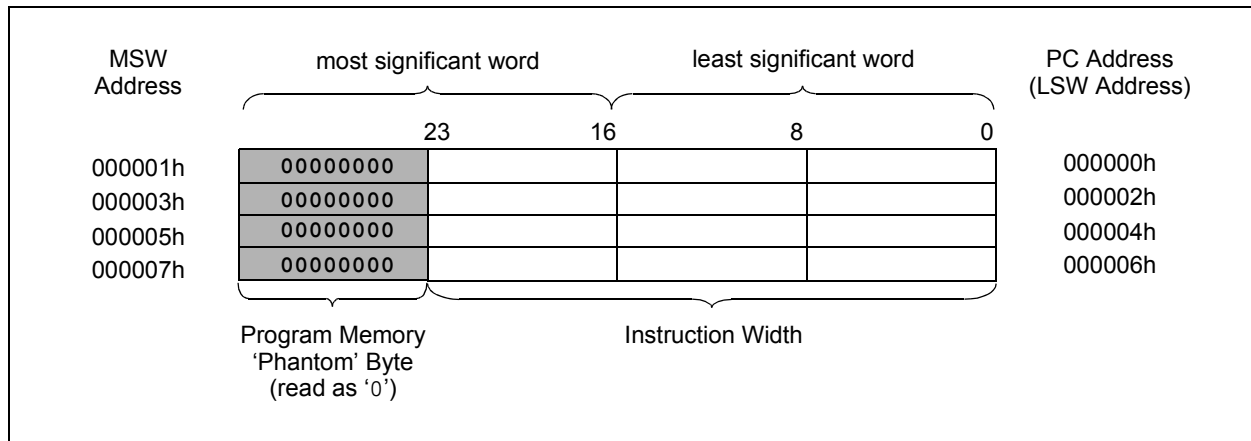 MSW
Address
most significant word
least significant word
PC Address
(LSW Address)
23 16 8 0
000001h 00000000 000000h
000003h 00000000 000002h
000005h 00000000 000004h
000007h 00000000 000006h
Program Memory
‘Phantom’ Byte
(read as ‘0’)
Instruction Width